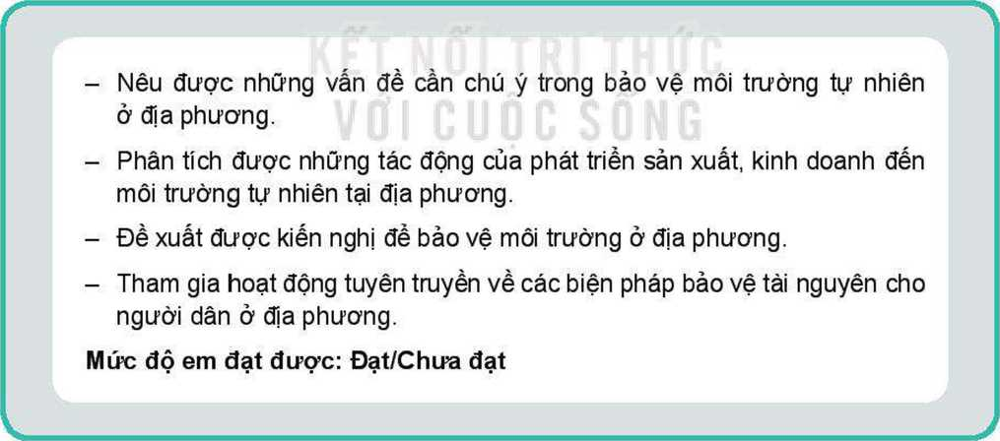 KẾT NỐI TRI THỨC
VỚI CUỘC SỐNG
– Nêu được những vấn đề cần chú ý trong bảo vệ môi trường tự nhiên
ở địa phương.
– Phân tích được những tác động của phát triển sản xuất, kinh doanh đến
môi trường tự nhiên tại địa phương.
– Đề xuất được kiến nghị để bảo vệ môi trường ở địa phương.
– Tham gia hoạt động tuyên truyền về các biện pháp bảo vệ tài nguyên cho
người dân ở địa phương.
Mức độ em đạt được: Đạt/Chưa đạt